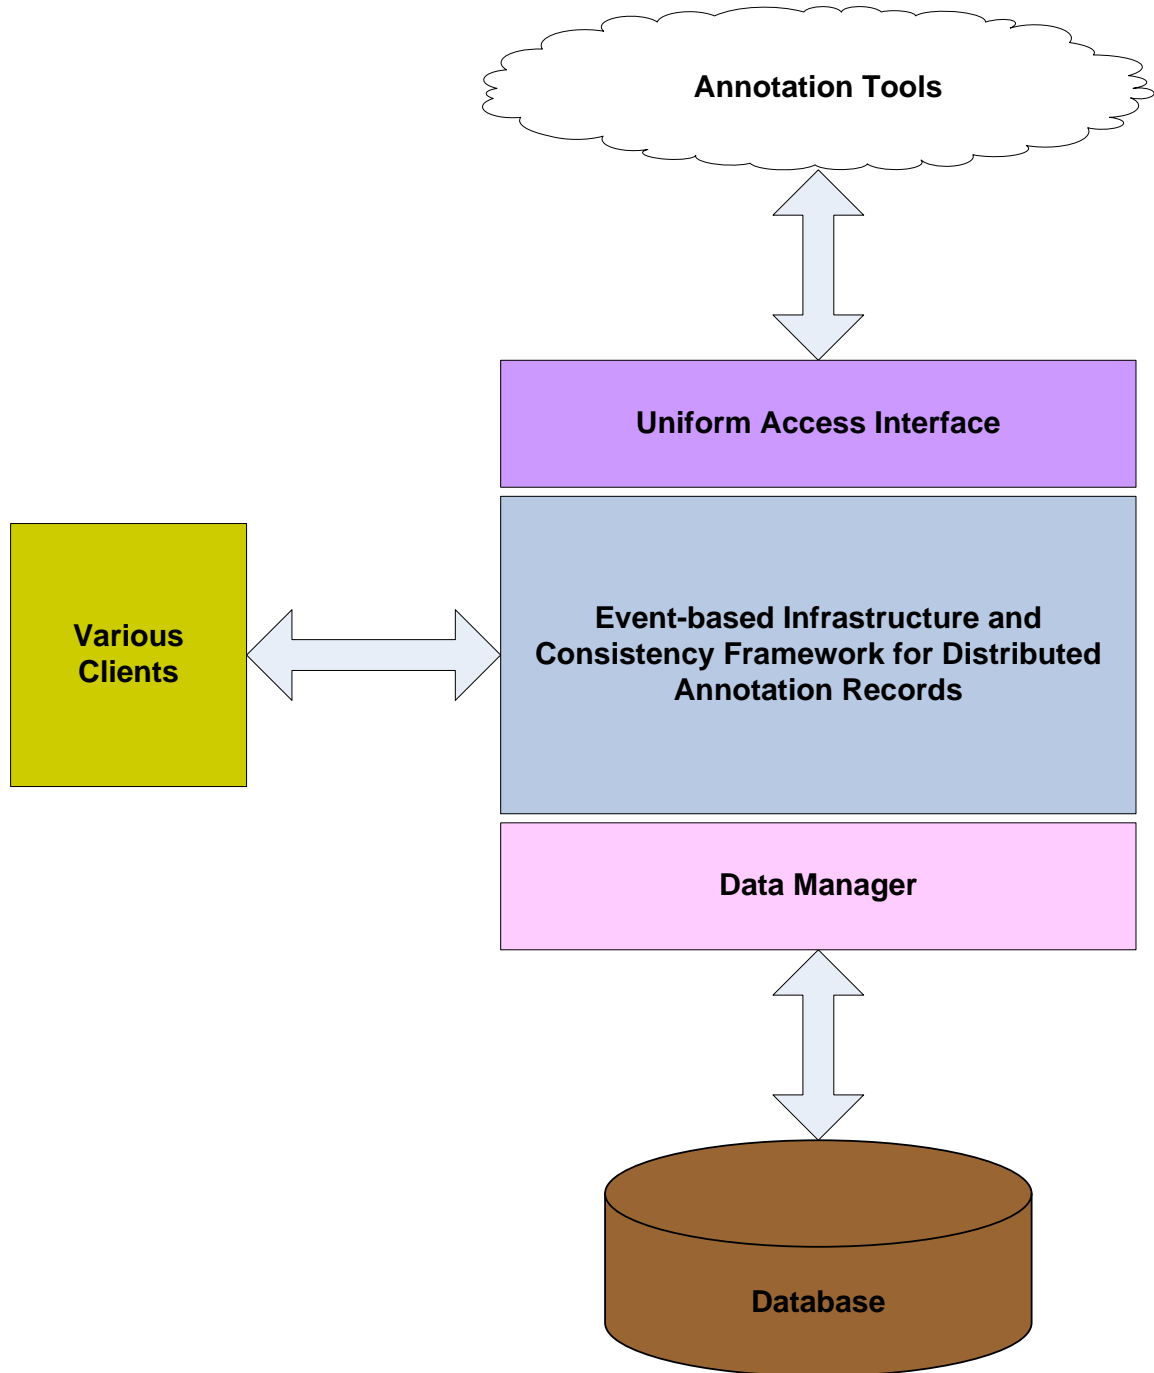 Annotation Tools
Uniform Access Interface
Various
Clients
Event-based Infrastructure and
Consistency Framework for Distributed
Annotation Records
Data Manager
Database